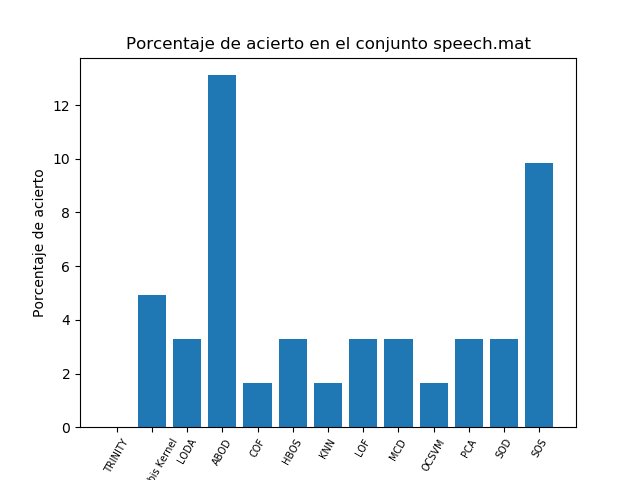 Porcentaje de acierto en el conjunto speech.mat
Porcentaje de acierto
12
10
8
6
4
2
0
TRINITY
Kernel
LODA
ABOD
COF
HBOS
KNN
LOF
MCD
OCSVM
PCA
SOD
SOS